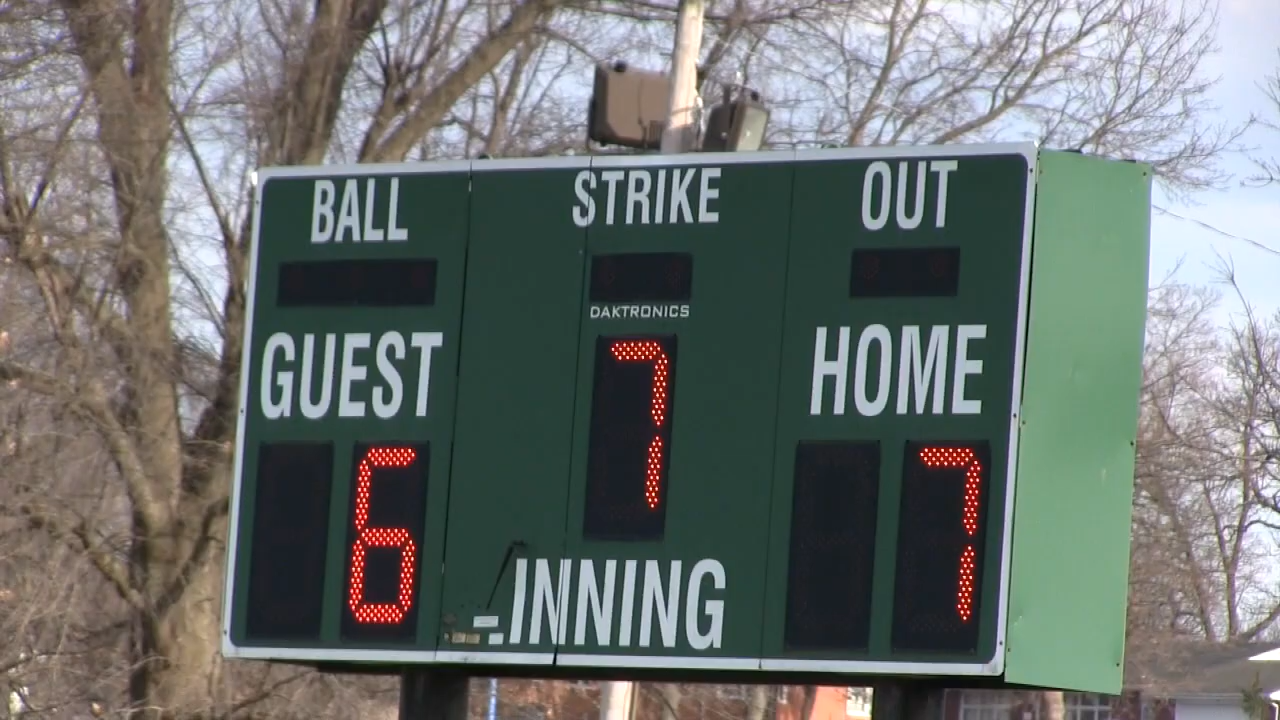 BALL STRIKE OUT
DAKTRONICS
GUEST 7 HOME
6 7
INNING